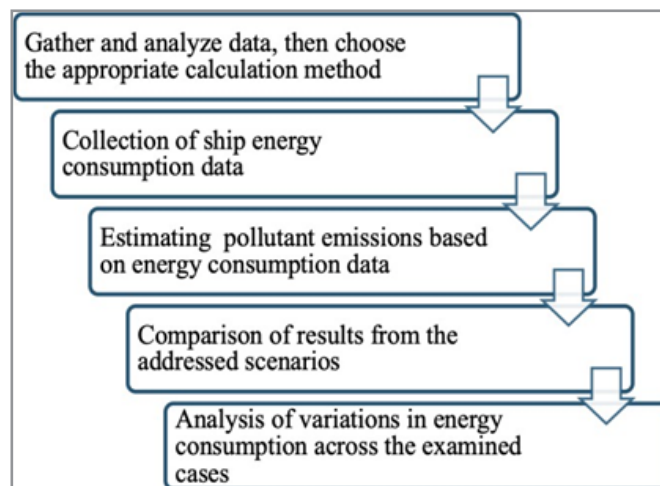 Gather and analyze data, then choose
the appropriate calculation method
Collection of ship energy
consumption data
Estimating pollutant emissions based
on energy consumption data
Comparison of results from the
addressed scenarios
Analysis of variations in energy
consumption across the examined
cases